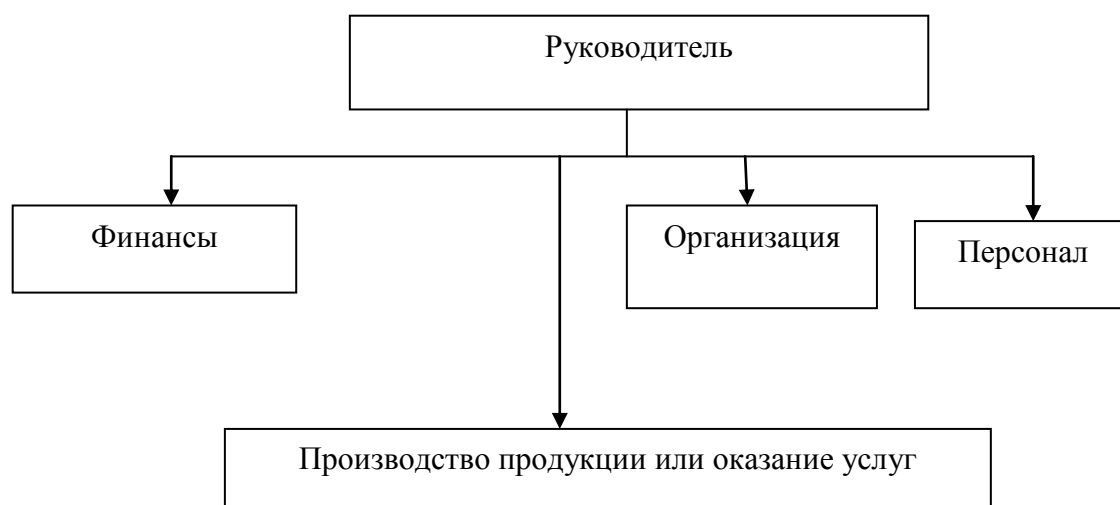 Руководитель
Финансы
Организация
Персонал
Производство продукции или оказание услуг